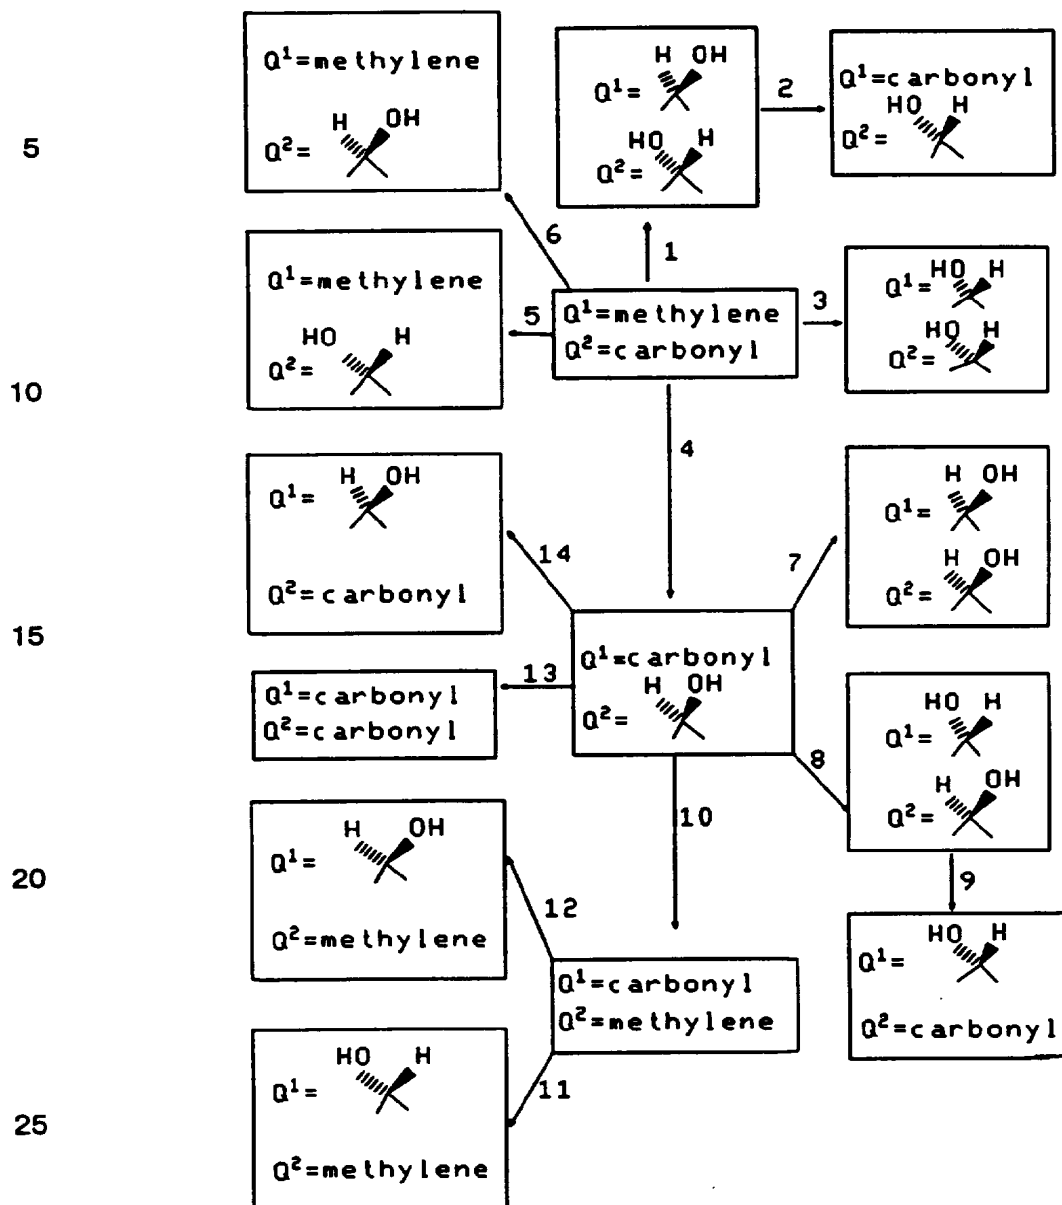 H OH
Q¹=methylene
Q¹=
2
Q¹=carbonyl
HO H
H OH
HO H
5
Q²=
Q²=
Q²=
6
1
HO H
Q¹=methylene
Q¹=
5
Q¹=methylene
3
HO H
HO H
Q²=carbonyl
Q²=
Q²=
10
4
H OH
H OH
Q¹=
Q¹=
14
7
H OH
Q²=carbonyl
Q²=
15
Q¹=carbonyl
13
Q¹=carbonyl
H OH
HO H
Q²=carbonyl
Q²=
Q¹=
8
H OH
10
Q²=
H OH
Q¹=
20
9
12
HO H
Q²=methylene
Q¹=
Q¹=carbonyl
Q²=methylene
Q²=carbonyl
HO H
11
Q¹=
25
Q²=methylene